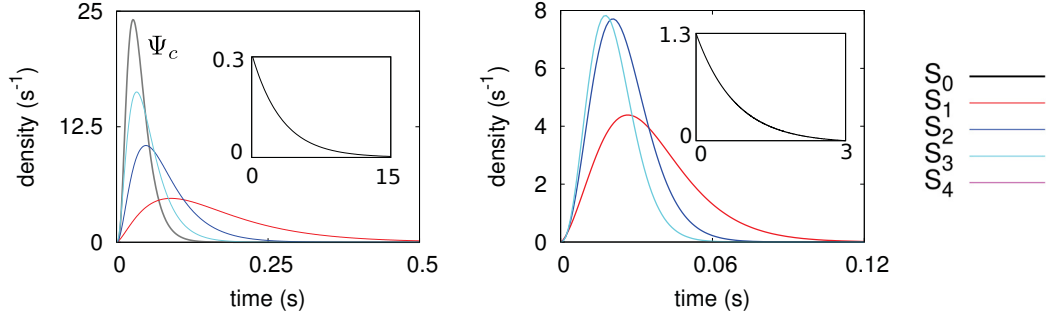 25
12.5
0
density (s⁻¹)
Ψc
0.3
0
0
15
0
0.25
0.5
time (s)
8
6
4
2
0
density (s⁻¹)
1.3
0
0
3
0
0.06
0.12
time (s)
S₀
S₁
S₂
S₃
S₄